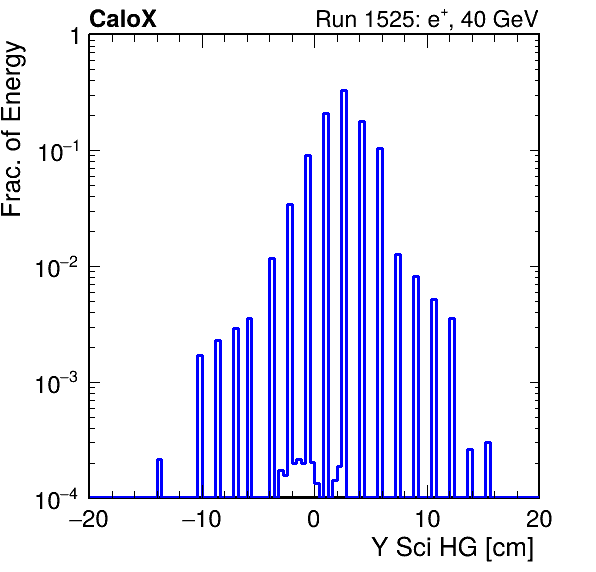 CaloX Run 1525: e⁺, 40 GeV
Frac. of Energy
1
10⁻¹
10⁻²
10⁻³
10⁻⁴
−20 −10 0 10 20
Y Sci HG [cm]